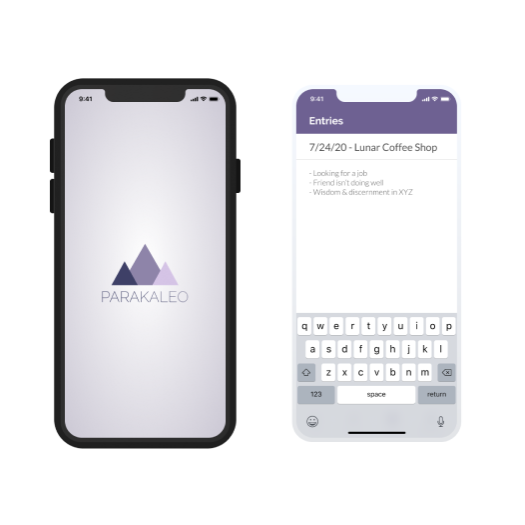 9:41
PARAKALEO
9:41
Entries
7/24/20 - Lunar Coffee Shop
- Looking for a job
- Friend isn't doing well
- Wisdom & discernment in XYZ
q w e r t y u i o p
a s d f g h j k l
z x c v b n m
123 space return